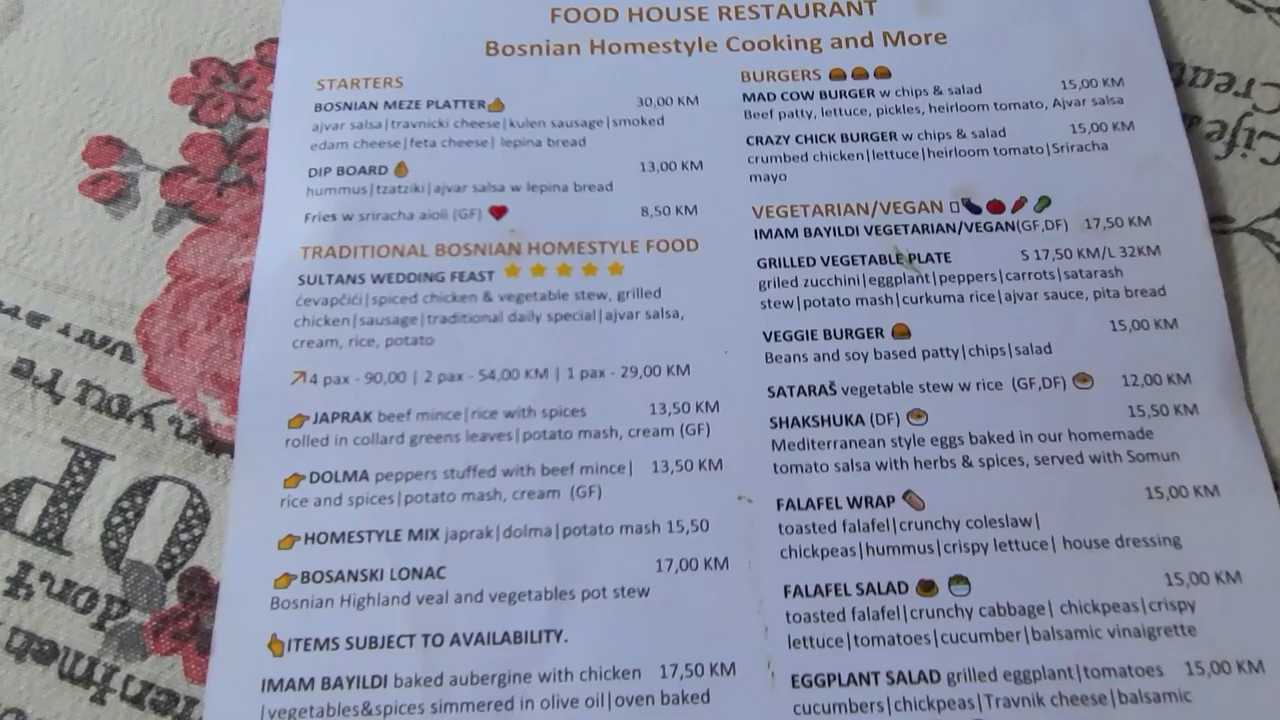 FOOD HOUSE RESTAURANT
Bosnian Homestyle Cooking and More
STARTERS
BOSNIAN MEZE PLATTER 30,00 KM
ajvar salsa|travnicki cheese|kulen sausage|smoked
edam cheese|feta cheese| lepina bread
DIP BOARD 13,00 KM
hummus|tzatziki|ajvar salsa w lepina bread
Fries w sriracha aioli (GF) 8,50 KM
TRADITIONAL BOSNIAN HOMESTYLE FOOD
SULTANS WEDDING FEAST
ćevapčići|spiced chicken & vegetable stew, grilled
chicken|sausage|traditional daily special|ajvar salsa,
cream, rice, potato
4 pax - 90,00 | 2 pax - 54,00 KM | 1 pax - 29,00 KM
JAPRAK beef mince|rice with spices 13,50 KM
rolled in collard greens leaves|potato mash, cream (GF)
DOLMA peppers stuffed with beef mince| 13,50 KM
rice and spices|potato mash, cream (GF)
HOMESTYLE MIX japrak|dolma|potato mash 15,50
BOSANSKI LONAC 17,00 KM
Bosnian Highland veal and vegetables pot stew
ITEMS SUBJECT TO AVAILABILITY.
IMAM BAYILDI baked aubergine with chicken 17,50 KM
|vegetables&spices simmered in olive oil|oven baked
BURGERS
MAD COW BURGER w chips & salad 15,00 KM
Beef patty, lettuce, pickles, heirloom tomato, Ajvar salsa
CRAZY CHICK BURGER w chips & salad 15,00 KM
crumbed chicken|lettuce|heirloom tomato|Sriracha
mayo
VEGETARIAN/VEGAN
IMAM BAYILDI VEGETARIAN/VEGAN(GF,DF) 17,50 KM
GRILLED VEGETABLE PLATE S 17,50 KM/L 32KM
griled zucchini|eggplant|peppers|carrots|satarash
stew|potato mash|curkuma rice|ajvar sauce, pita bread
VEGGIE BURGER 15,00 KM
Beans and soy based patty|chips|salad
SATARAŠ vegetable stew w rice (GF,DF) 12,00 KM
SHAKSHUKA (DF) 15,50 KM
Mediterranean style eggs baked in our homemade
tomato salsa with herbs & spices, served with Somun
FALAFEL WRAP 15,00 KM
toasted falafel|crunchy coleslaw|
chickpeas|hummus|crispy lettuce| house dressing
FALAFEL SALAD 15,00 KM
toasted falafel|crunchy cabbage| chickpeas|crispy
lettuce|tomatoes|cucumber|balsamic vinaigrette
EGGPLANT SALAD grilled eggplant|tomatoes 15,00 KM
cucumbers|chickpeas|Travnik cheese|balsamic
you're
don't
Life